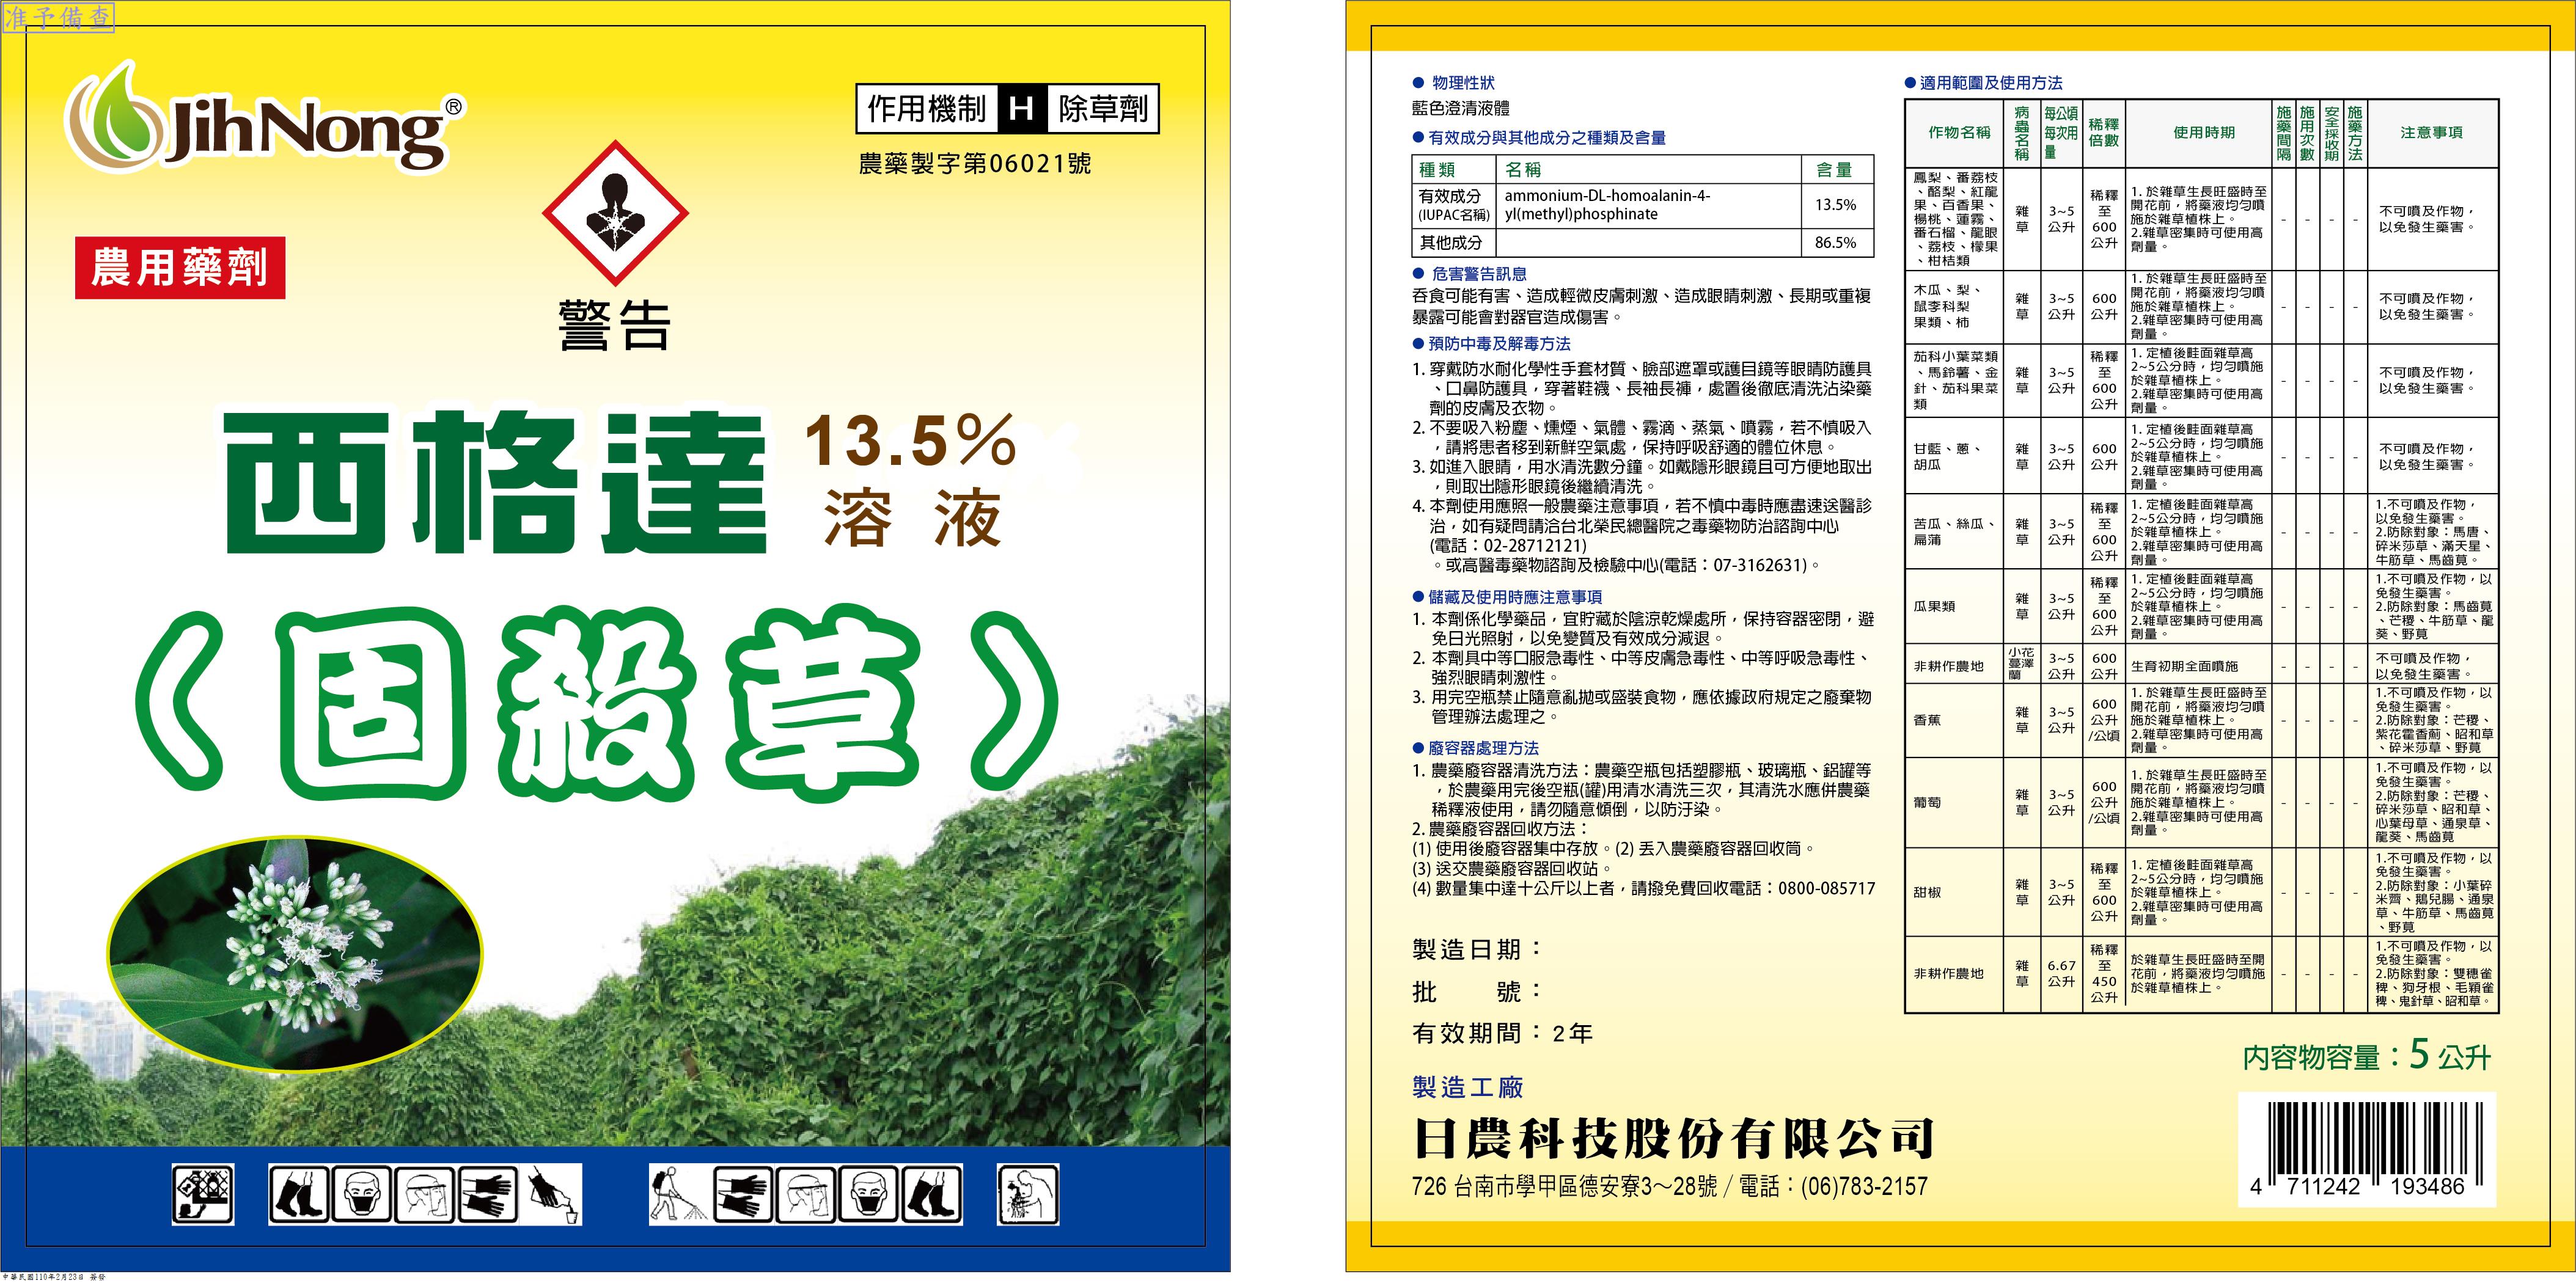 准予備查
JihNong®
作用機制 H 除草劑
農藥製字第06021號
農用藥劑
警告
西格達
13.5%
溶液
（固殺草）
中華民國110年2月23日 簽發
● 物理性狀
藍色澄清液體
● 有效成分與其他成分之種類及含量
種類 名稱 含量
有效成分 ammonium-DL-homoalanin-4-
(IUPAC名稱) yl(methyl)phosphinate 13.5%
其他成分 86.5%
● 危害警告訊息
吞食可能有害、造成輕微皮膚刺激、造成眼睛刺激、長期或重複
暴露可能會對器官造成傷害。
● 預防中毒及解毒方法
1. 穿戴防水耐化學性手套材質、臉部遮罩或護目鏡等眼睛防護具
、口鼻防護具，穿著鞋襪、長袖長褲，處置後徹底清洗沾染藥
劑的皮膚及衣物。
2. 不要吸入粉塵、燻煙、氣體、霧滴、蒸氣、噴霧，若不慎吸入
，請將患者移到新鮮空氣處，保持呼吸舒適的體位休息。
3. 如進入眼睛，用水清洗數分鐘。如戴隱形眼鏡且可方便地取出
，則取出隱形眼鏡後繼續清洗。
4. 本劑使用應照一般農藥注意事項，若不慎中毒時應盡速送醫診
治，如有疑問請洽台北榮民總醫院之毒藥物防治諮詢中心
(電話：02-28712121)
。或高醫毒藥物諮詢及檢驗中心(電話：07-3162631)。
● 儲藏及使用時應注意事項
1. 本劑係化學藥品，宜貯藏於陰涼乾燥處所，保持容器密閉，避
免日光照射，以免變質及有效成分減退。
2. 本劑具中等口服急毒性、中等皮膚急毒性、中等呼吸急毒性、
強烈眼睛刺激性。
3. 用完空瓶禁止隨意亂拋或盛裝食物，應依據政府規定之廢棄物
管理辦法處理之。
● 廢容器處理方法
1. 農藥廢容器清洗方法：農藥空瓶包括塑膠瓶、玻璃瓶、鋁罐等
，於農藥用完後空瓶(罐)用清水清洗三次，其清洗水應併農藥
稀釋液使用，請勿隨意傾倒，以防汙染。
2. 農藥廢容器回收方法：
(1) 使用後廢容器集中存放。(2) 丟入農藥廢容器回收筒。
(3) 送交農藥廢容器回收站。
(4) 數量集中達十公斤以上者，請撥免費回收電話：0800-085717
製造日期：
批　　號：
有效期間：2年
製造工廠
日農科技股份有限公司
726 台南市學甲區德安寮3～28號 / 電話：(06)783-2157
● 適用範圍及使用方法
作物名稱 病蟲名稱 每公頃每次用量 稀釋倍數 使用時期 施藥間隔 施用次數 安全採收期 施藥方法 注意事項
鳳梨、番荔枝
、酪梨、紅龍
果、百香果、
楊桃、蓮霧、
番石榴、龍眼
、荔枝、檬果
、柑桔類
雜草 3~5公升 稀釋至600公升
1. 於雜草生長旺盛時至
開花前，將藥液均勻噴
施於雜草植株上。
2.雜草密集時可使用高
劑量。
- - - -
不可噴及作物，
以免發生藥害。
木瓜、梨、
鼠李科梨
果類、柿
雜草 3~5公升 600公升
1. 於雜草生長旺盛時至
開花前，將藥液均勻噴
施於雜草植株上。
2.雜草密集時可使用高
劑量。
- - - -
不可噴及作物，
以免發生藥害。
茄科小葉菜類
、馬鈴薯、金
針、茄科果菜
類
雜草 3~5公升 稀釋至600公升
1. 定植後畦面雜草高
2~5公分時，均勻噴施
於雜草植株上。
2.雜草密集時可使用高
劑量。
- - - -
不可噴及作物，
以免發生藥害。
甘藍、蔥、
胡瓜
雜草 3~5公升 600公升
1. 定植後畦面雜草高
2~5公分時，均勻噴施
於雜草植株上。
2.雜草密集時可使用高
劑量。
- - - -
不可噴及作物，
以免發生藥害。
苦瓜、絲瓜、
扁蒲
雜草 3~5公升 稀釋至600公升
1. 定植後畦面雜草高
2~5公分時，均勻噴施
於雜草植株上。
2.雜草密集時可使用高
劑量。
- - - -
1.不可噴及作物，
以免發生藥害。
2.防除對象：馬唐、
碎米莎草、滿天星、
牛筋草、馬齒莧。
瓜果類
雜草 3~5公升 稀釋至600公升
1. 定植後畦面雜草高
2~5公分時，均勻噴施
於雜草植株上。
2.雜草密集時可使用高
劑量。
- - - -
1.不可噴及作物，以
免發生藥害。
2.防除對象：馬齒莧
、芒稷、牛筋草、龍
葵、野莧
非耕作農地 小花蔓澤蘭 3~5公升 600公升 生育初期全面噴施 - - - -
不可噴及作物，
以免發生藥害。
香蕉
雜草 3~5公升 600公升/公頃
1. 於雜草生長旺盛時至
開花前，將藥液均勻噴
施於雜草植株上。
2.雜草密集時可使用高
劑量。
- - - -
1.不可噴及作物，以
免發生藥害。
2.防除對象：芒稷、
紫花霍香薊、昭和草
、碎米莎草、野莧
葡萄
雜草 3~5公升 600公升/公頃
1. 於雜草生長旺盛時至
開花前，將藥液均勻噴
施於雜草植株上。
2.雜草密集時可使用高
劑量。
- - - -
1.不可噴及作物，以
免發生藥害。
2.防除對象：芒稷、
碎米莎草、昭和草、
心葉母草、通泉草、
龍葵、馬齒莧
甜椒
雜草 3~5公升 稀釋至600公升
1. 定植後畦面雜草高
2~5公分時，均勻噴施
於雜草植株上。
2.雜草密集時可使用高
劑量。
- - - -
1.不可噴及作物，以
免發生藥害。
2.防除對象：小葉碎
米薺、鵝兒腸、通泉
草、牛筋草、馬齒莧
、野莧
非耕作農地
雜草 6.67公升 稀釋至450公升
於雜草生長旺盛時至開
花前，將藥液均勻噴施
於雜草植株上。
- - - -
1.不可噴及作物，以
免發生藥害。
2.防除對象：雙穗雀
稗、狗牙根、毛穎雀
稗、鬼針草、昭和草。
內容物容量：5 公升
4 711242 193486